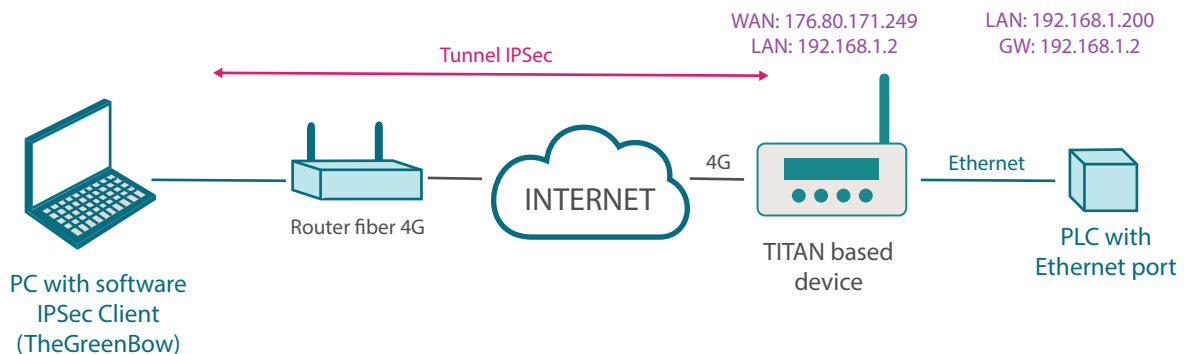 WAN: 176.80.171.249
LAN: 192.168.1.2
LAN: 192.168.1.200
GW: 192.168.1.2
Tunnel IPSec
4G
Ethernet
INTERNET
Router fiber 4G
TITAN based
device
PLC with
Ethernet port
PC with software
IPSec Client
(TheGreenBow)